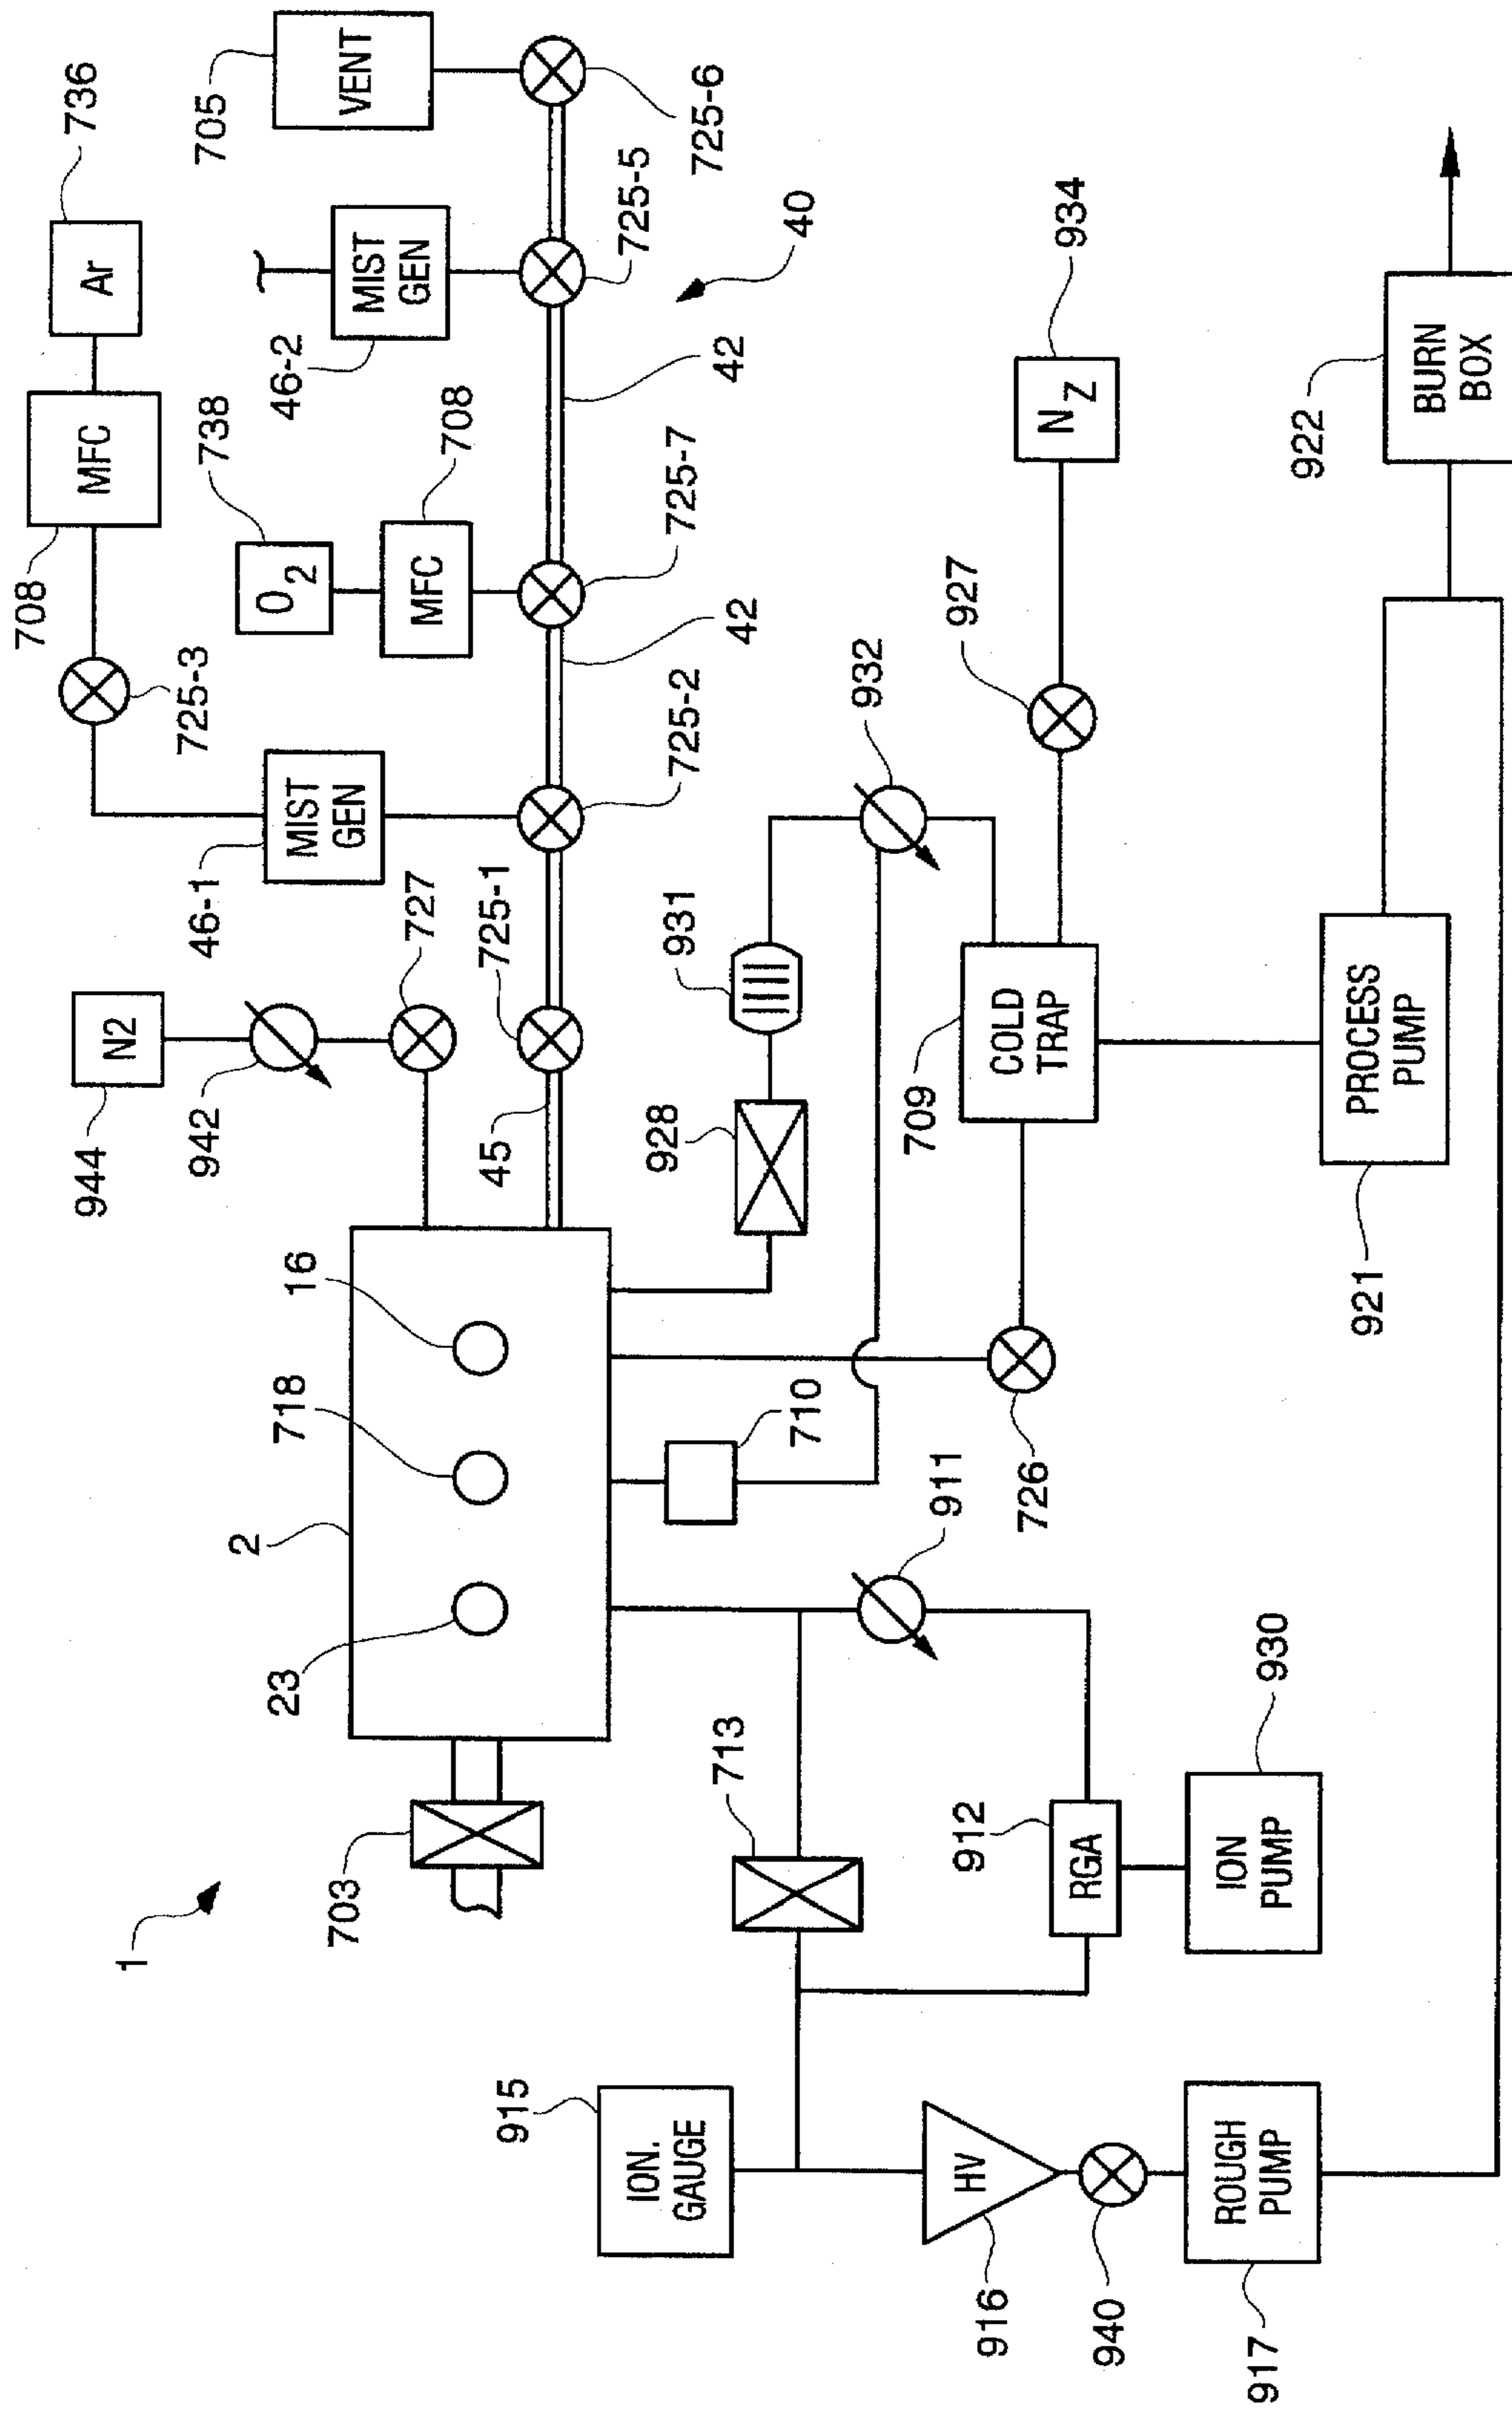 1
2
23
718
16
703
944
N2
942
727
45
725-1
46-1
MIST
GEN
725-2
725-3
708
MFC
736
Ar
738
O2
MFC
708
725-7
42
42
46-2
MIST
GEN
725-5
705
VENT
725-6
40
928
931
932
710
726
709
COLD
TRAP
927
934
NZ
921
PROCESS
PUMP
922
BURN
BOX
911
713
912
RGA
930
ION
PUMP
915
ION.
GAUGE
916
HV
940
917
ROUGH
PUMP